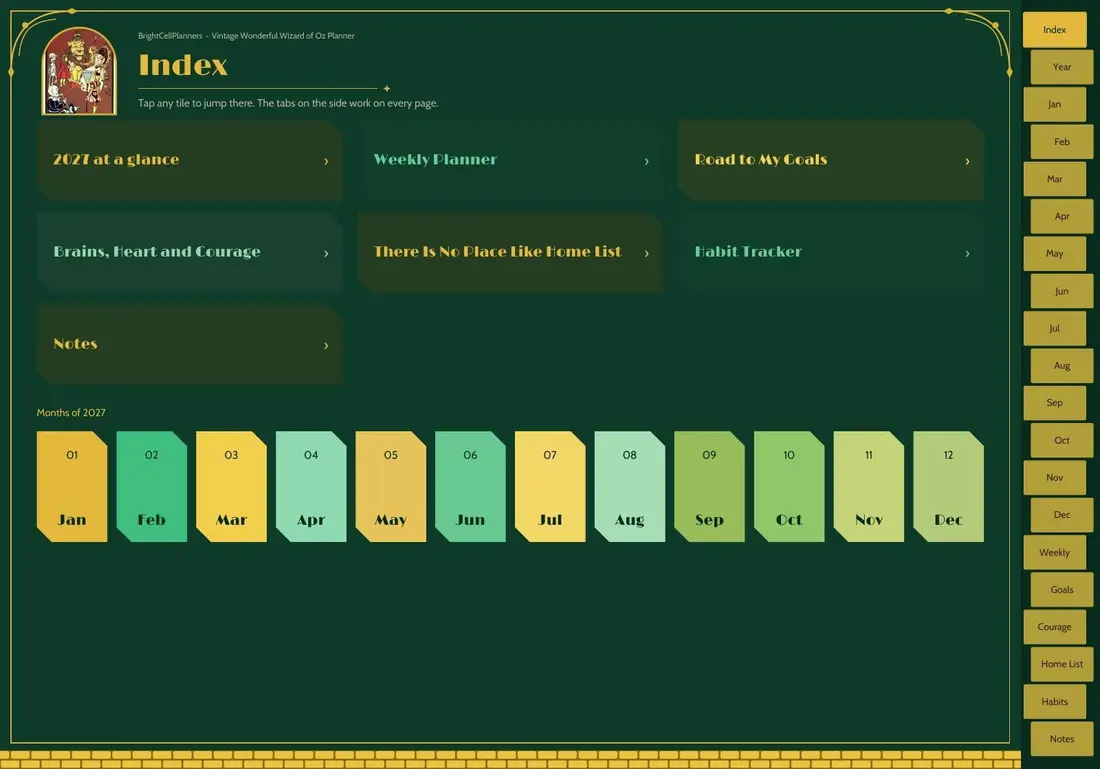 BrightCellPlanners - Vintage Wonderful Wizard of Oz Planner
Index
Tap any tile to jump there. The tabs on the side work on every page.
2027 at a glance ›
Weekly Planner ›
Road to My Goals ›
Brains, Heart and Courage ›
There Is No Place Like Home List ›
Habit Tracker ›
Notes ›
Months of 2027
01
Jan
02
Feb
03
Mar
04
Apr
05
May
06
Jun
07
Jul
08
Aug
09
Sep
10
Oct
11
Nov
12
Dec
Index
Year
Jan
Feb
Mar
Apr
May
Jun
Jul
Aug
Sep
Oct
Nov
Dec
Weekly
Goals
Courage
Home List
Habits
Notes